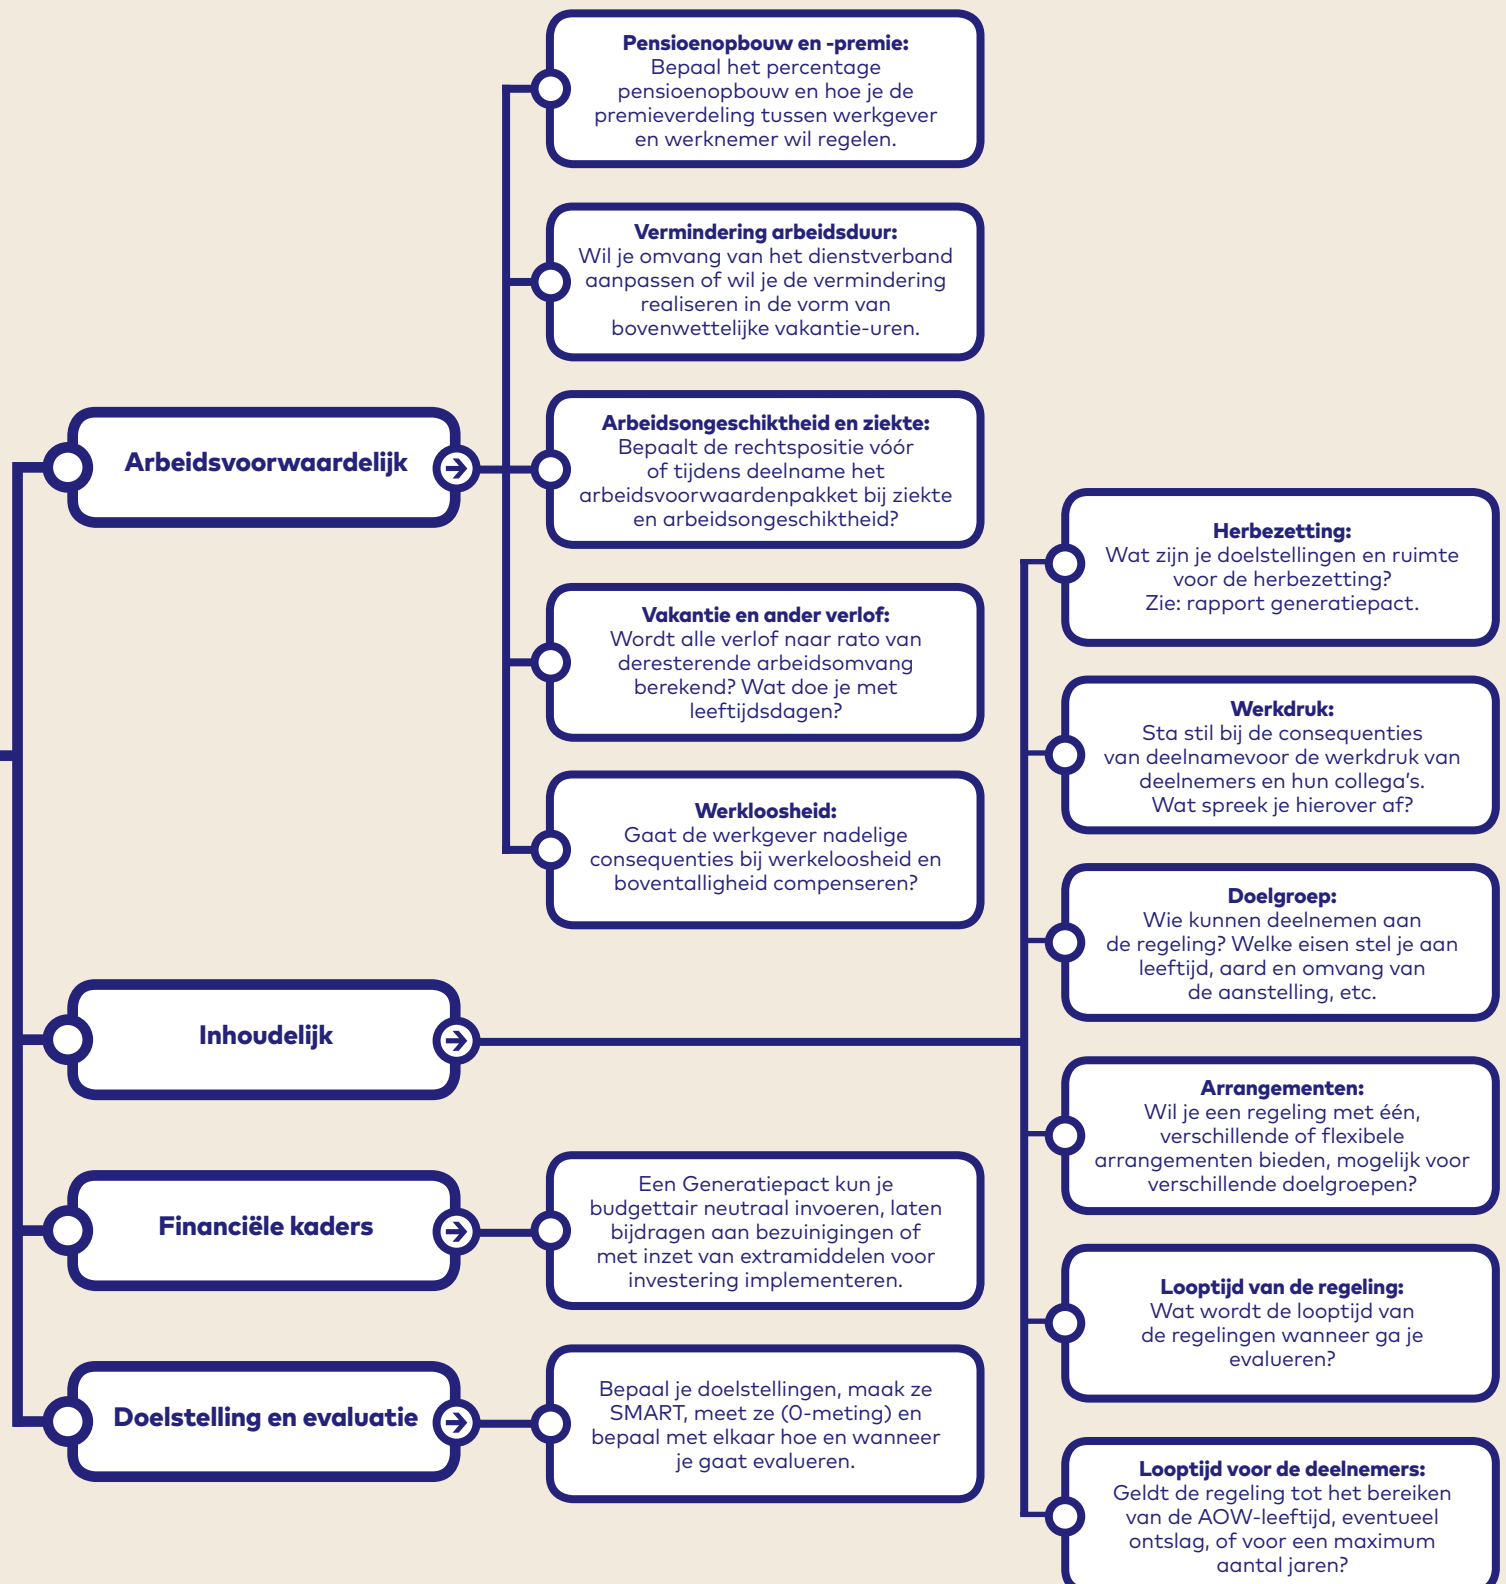 Arbeidsvoorwaardelijk
Pensioenopbouw en -premie:
Bepaal het percentage
pensioenopbouw en hoe je de
premieverdeling tussen werkgever
en werknemer wil regelen.
Vermindering arbeidsduur:
Wil je omvang van het dienstverband
aanpassen of wil je de vermindering
realiseren in de vorm van
bovenwettelijke vakantie-uren.
Arbeidsongeschiktheid en ziekte:
Bepaalt de rechtspositie vóór
of tijdens deelname het
arbeidsvoorwaardenpakket bij ziekte
en arbeidsongeschiktheid?
Vakantie en ander verlof:
Wordt alle verlof naar rato van
deresterende arbeidsomvang
berekend? Wat doe je met
leeftijdsdagen?
Werkloosheid:
Gaat de werkgever nadelige
consequenties bij werkeloosheid en
boventalligheid compenseren?
Inhoudelijk
Herbezetting:
Wat zijn je doelstellingen en ruimte
voor de herbezetting?
Zie: rapport generatiepact.
Werkdruk:
Sta stil bij de consequenties
van deelnamevoor de werkdruk van
deelnemers en hun collega's.
Wat spreek je hierover af?
Doelgroep:
Wie kunnen deelnemen aan
de regeling? Welke eisen stel je aan
leeftijd, aard en omvang van
de aanstelling, etc.
Arrangementen:
Wil je een regeling met één,
verschillende of flexibele
arrangementen bieden, mogelijk voor
verschillende doelgroepen?
Looptijd van de regeling:
Wat wordt de looptijd van
de regelingen wanneer ga je
evalueren?
Looptijd voor de deelnemers:
Geldt de regeling tot het bereiken
van de AOW-leeftijd, eventueel
ontslag, of voor een maximum
aantal jaren?
Financiële kaders
Een Generatiepact kun je
budgettair neutraal invoeren, laten
bijdragen aan bezuinigingen of
met inzet van extramiddelen voor
investering implementeren.
Doelstelling en evaluatie
Bepaal je doelstellingen, maak ze
SMART, meet ze (0-meting) en
bepaal met elkaar hoe en wanneer
je gaat evalueren.